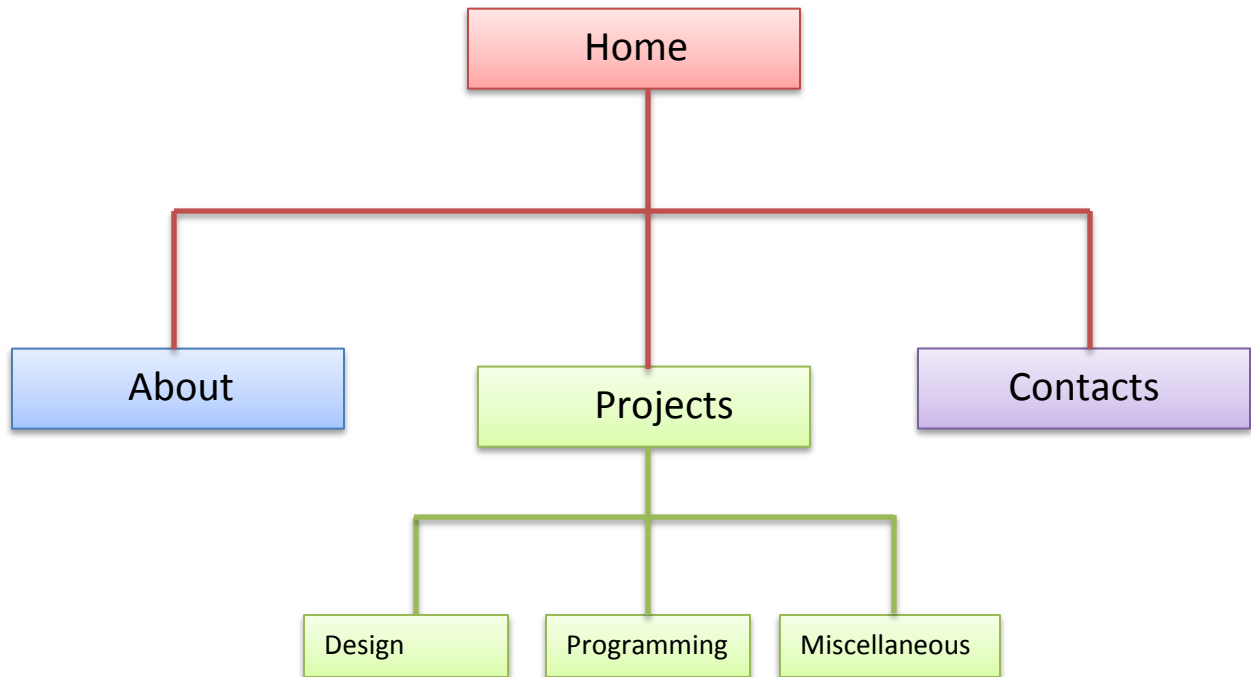 Home
About
Projects
Contacts
Design
Programming
Miscellaneous